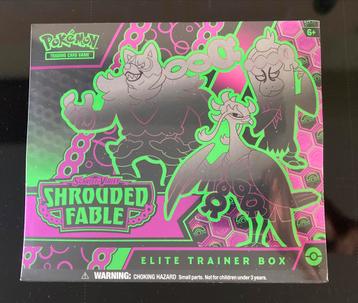 POKÉMON
TRADING CARD GAME
6+
SCARLET & VIOLET
SHROUDED
FABLE
ELITE TRAINER BOX
⚠ WARNING: CHOKING HAZARD Small parts. Not for children under 3 years.